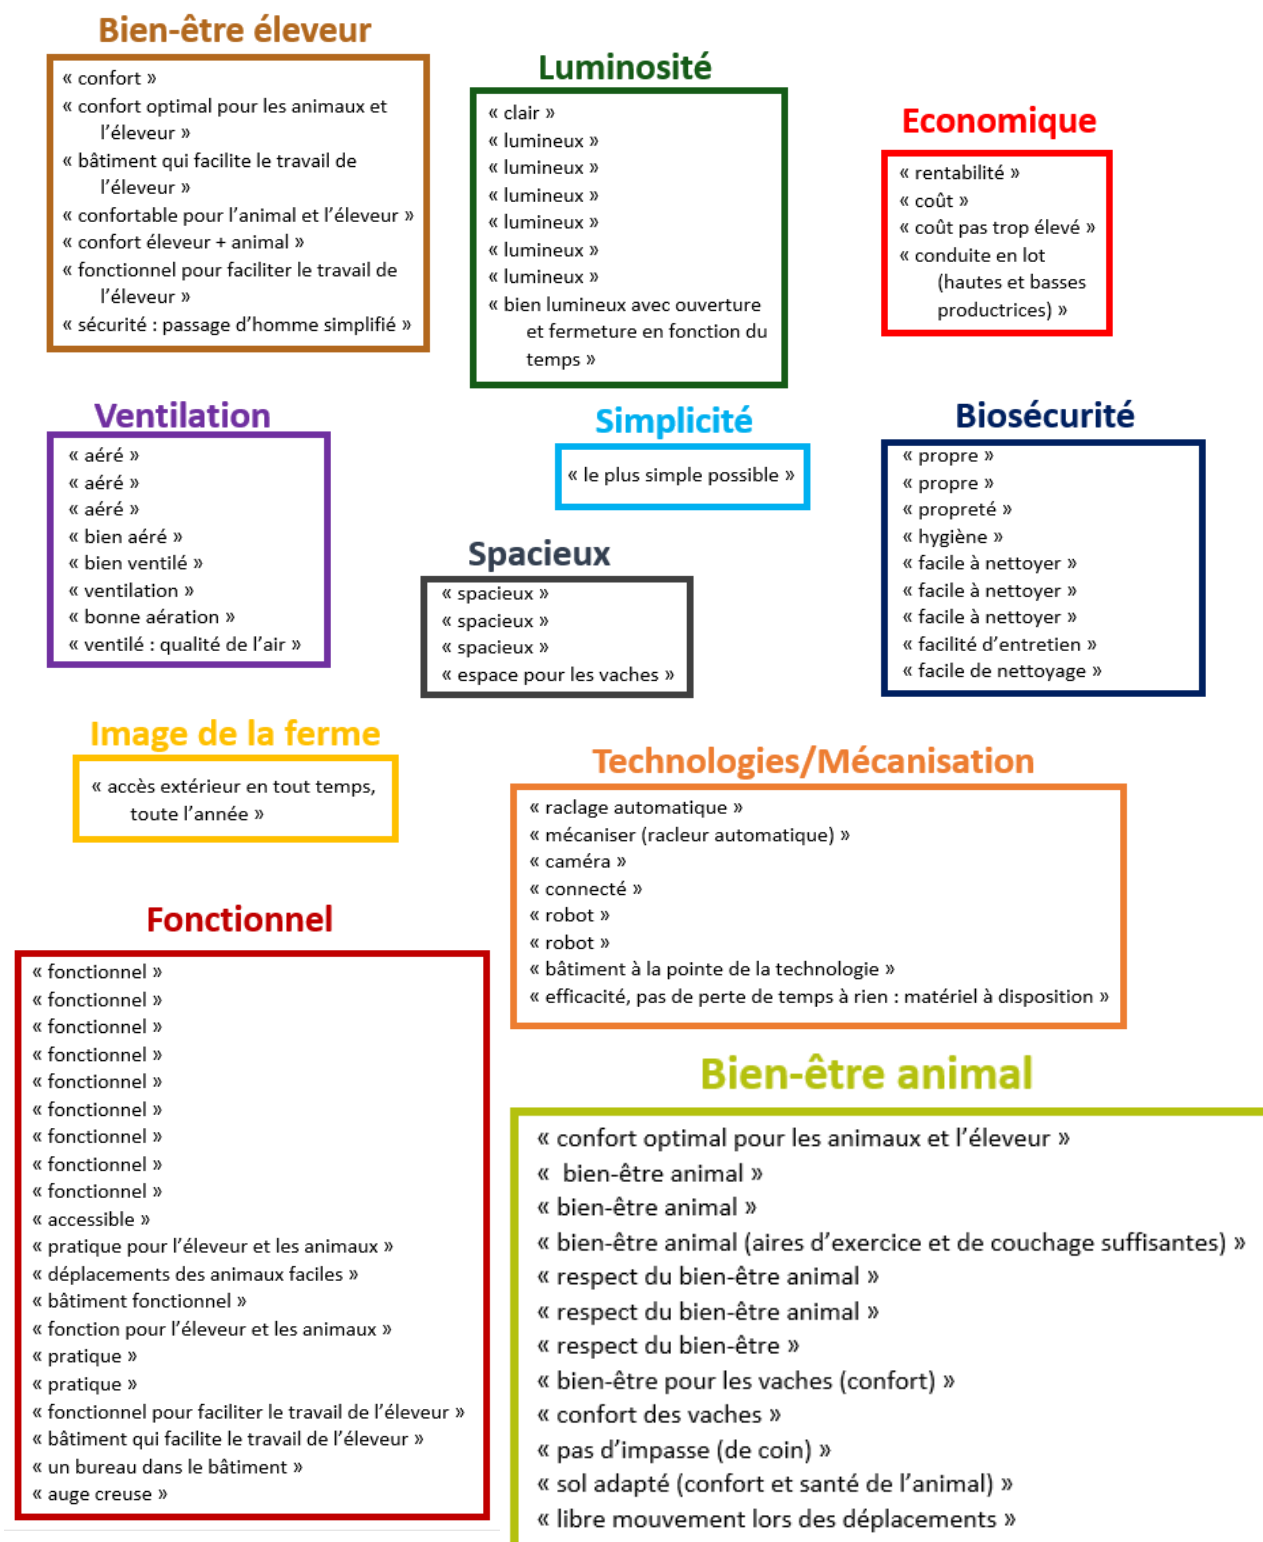 Bien-être éleveur
« confort »
« confort optimal pour les animaux et
l’éleveur »
« bâtiment qui facilite le travail de
l’éleveur »
« confortable pour l’animal et l’éleveur »
« confort éleveur + animal »
« fonctionnel pour faciliter le travail de
l’éleveur »
« sécurité : passage d’homme simplifié »
Luminosité
« clair »
« lumineux »
« lumineux »
« lumineux »
« lumineux »
« lumineux »
« lumineux »
« bien lumineux avec ouverture
et fermeture en fonction du
temps »
Economique
« rentabilité »
« coût »
« coût pas trop élevé »
« conduite en lot
(hautes et basses
productrices) »
Ventilation
« aéré »
« aéré »
« aéré »
« bien aéré »
« bien ventilé »
« ventilation »
« bonne aération »
« ventilé : qualité de l’air »
Simplicité
« le plus simple possible »
Biosécurité
« propre »
« propre »
« propreté »
« hygiène »
« facile à nettoyer »
« facile à nettoyer »
« facile à nettoyer »
« facilité d’entretien »
« facile de nettoyage »
Spacieux
« spacieux »
« spacieux »
« spacieux »
« espace pour les vaches »
Image de la ferme
« accès extérieur en tout temps,
toute l’année »
Technologies/Mécanisation
« raclage automatique »
« mécaniser (racleur automatique) »
« caméra »
« connecté »
« robot »
« robot »
« bâtiment à la pointe de la technologie »
« efficacité, pas de perte de temps à rien : matériel à disposition »
Fonctionnel
« fonctionnel »
« fonctionnel »
« fonctionnel »
« fonctionnel »
« fonctionnel »
« fonctionnel »
« fonctionnel »
« fonctionnel »
« fonctionnel »
« accessible »
« pratique pour l’éleveur et les animaux »
« déplacements des animaux faciles »
« bâtiment fonctionnel »
« fonction pour l’éleveur et les animaux »
« pratique »
« pratique »
« fonctionnel pour faciliter le travail de l’éleveur »
« bâtiment qui facilite le travail de l’éleveur »
« un bureau dans le bâtiment »
« auge creuse »
Bien-être animal
« confort optimal pour les animaux et l’éleveur »
« bien-être animal »
« bien-être animal »
« bien-être animal (aires d’exercice et de couchage suffisantes) »
« respect du bien-être animal »
« respect du bien-être animal »
« respect du bien-être »
« bien-être pour les vaches (confort) »
« confort des vaches »
« pas d’impasse (de coin) »
« sol adapté (confort et santé de l’animal) »
« libre mouvement lors des déplacements »